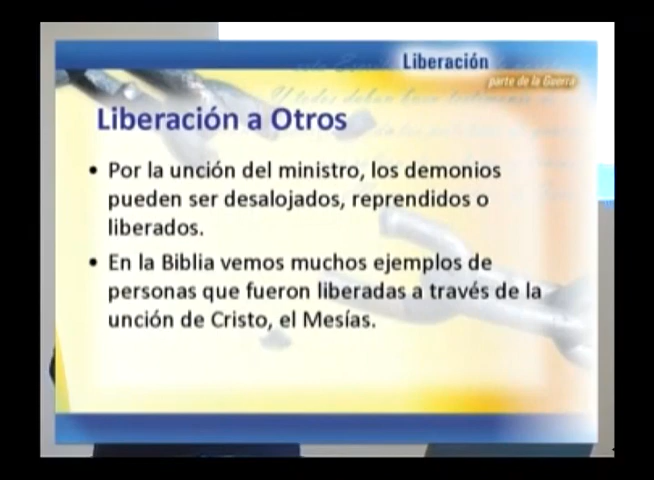 Liberación
parte de la Guerra
Liberación a Otros
• Por la unción del ministro, los demonios
pueden ser desalojados, reprendidos o
liberados.
• En la Biblia vemos muchos ejemplos de
personas que fueron liberadas a través de la
unción de Cristo, el Mesías.